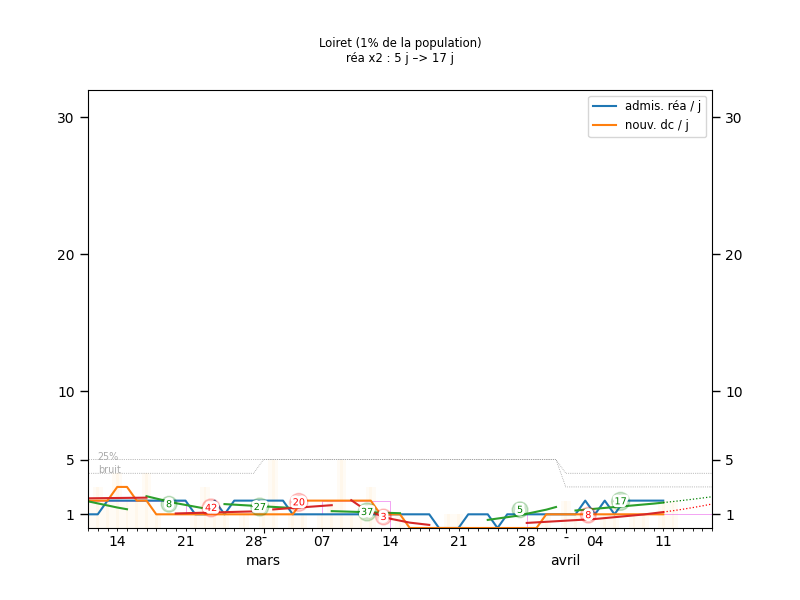 Loiret (1% de la population)
réa x2 : 5 j –> 17 j
admis. réa / j
nouv. dc / j
30 30
20 20
10 10
5 5
1 1
25%
bruit
8 42 27 20 37 3 5 8 17
14 21 28 07 14 21 28 - 04 11
mars avril